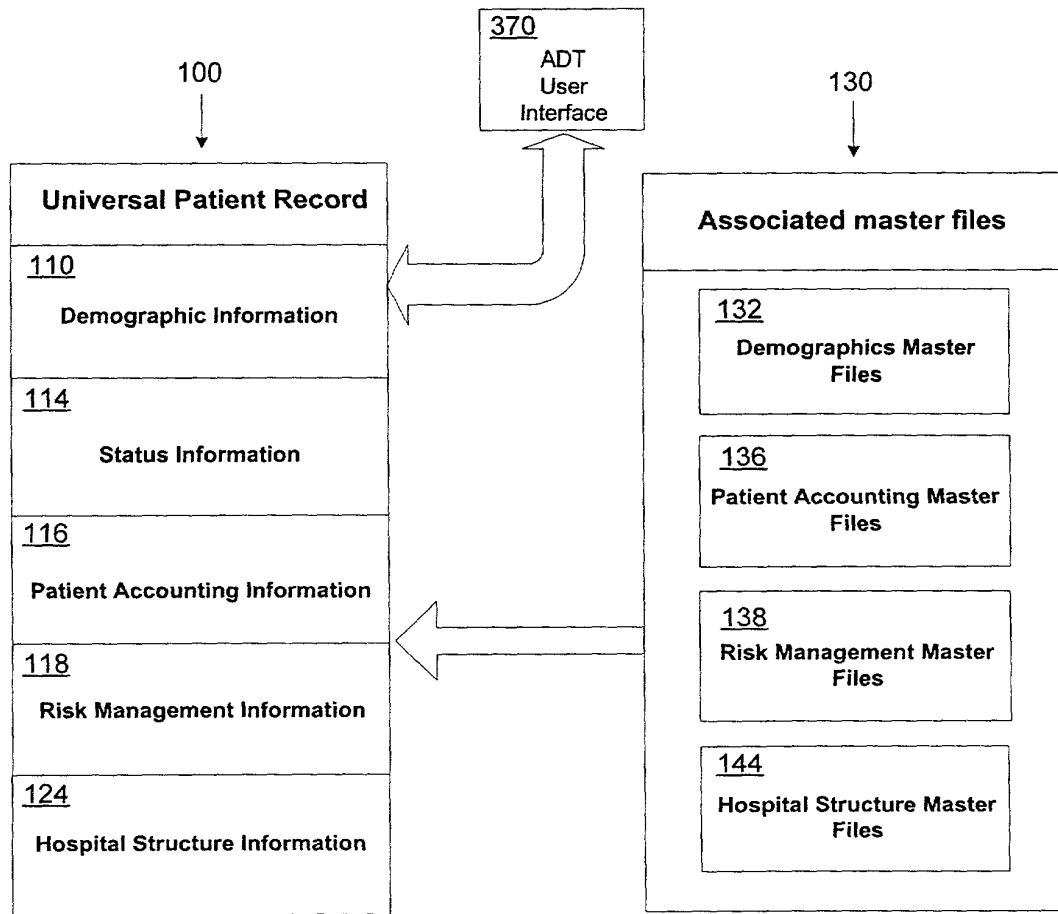 370
ADT
User
Interface
100
130
Universal Patient Record
110
Demographic Information
114
Status Information
116
Patient Accounting Information
118
Risk Management Information
124
Hospital Structure Information
Associated master files
132
Demographics Master
Files
136
Patient Accounting Master
Files
138
Risk Management Master
Files
144
Hospital Structure Master
Files